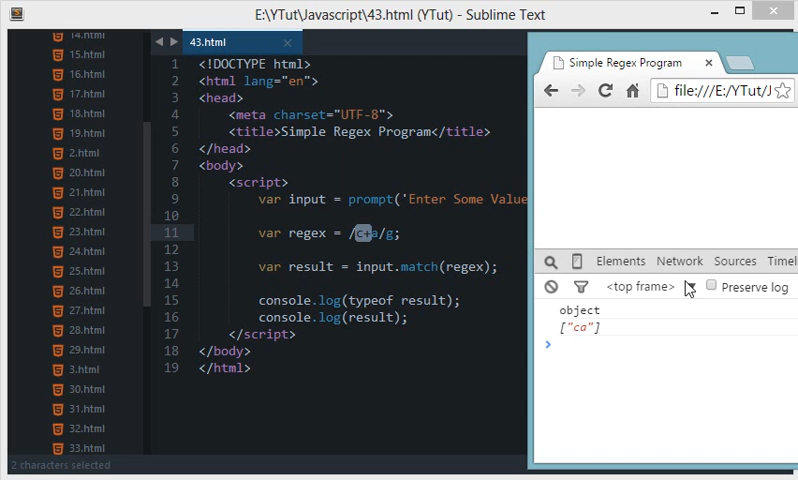 E:\YTut\Javascript\43.html (YTut) - Sublime Text
14.html
15.html
16.html
17.html
18.html
19.html
2.html
20.html
21.html
22.html
23.html
24.html
25.html
26.html
27.html
28.html
29.html
3.html
30.html
31.html
32.html
33.html
43.html
1 <!DOCTYPE html>
2 <html lang="en">
3 <head>
4 <meta charset="UTF-8">
5 <title>Simple Regex Program</title>
6 </head>
7 <body>
8 <script>
9 var input = prompt('Enter Some Value
10
11 var regex = /c+a/g;
12
13 var result = input.match(regex);
14
15 console.log(typeof result);
16 console.log(result);
17 </script>
18 </body>
19 </html>
2 characters selected
Simple Regex Program
file:///E:/YTut/J
Elements Network Sources Timel
<top frame> Preserve log
object
["ca"]